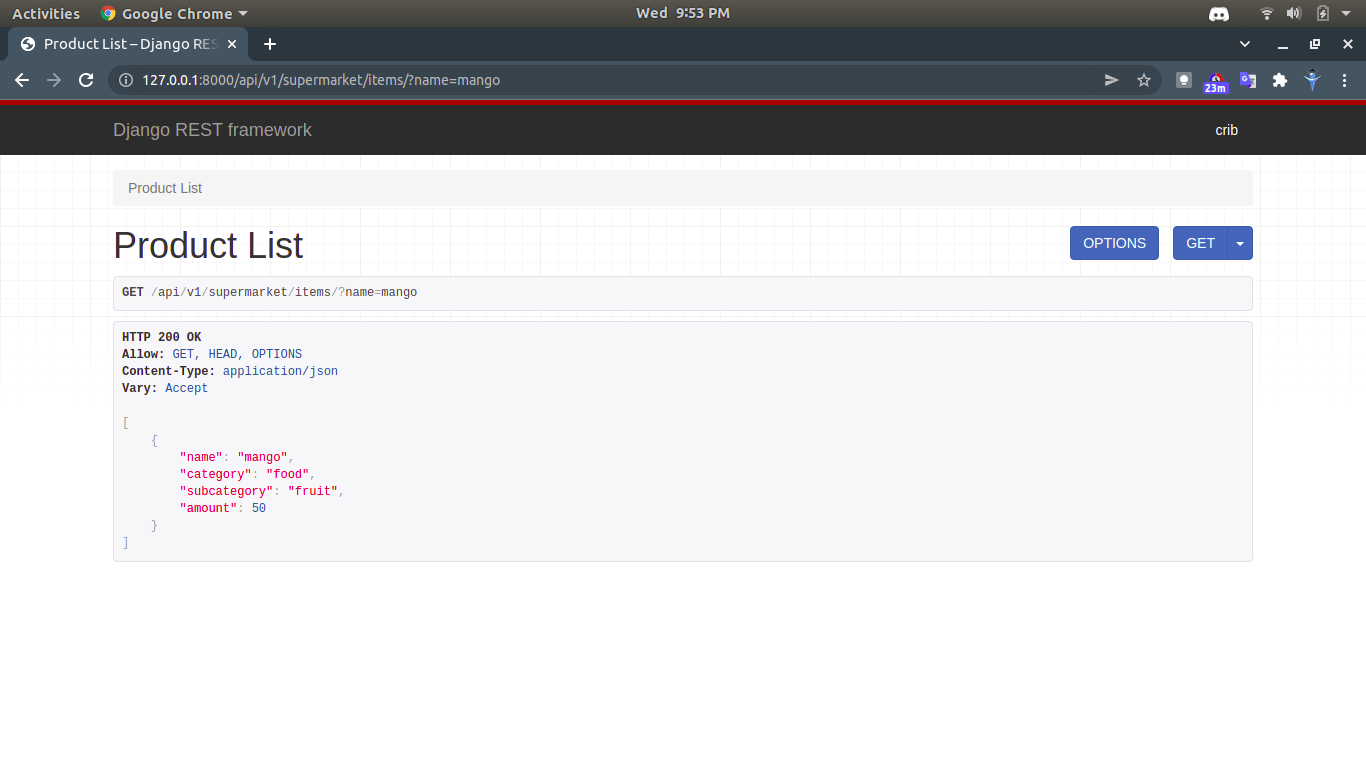 Activities Google Chrome Wed 9:53 PM
Product List – Django RES
127.0.0.1:8000/api/v1/supermarket/items/?name=mango
23m
G
Django REST framework crib
Product List
Product List OPTIONS GET
GET /api/v1/supermarket/items/?name=mango
HTTP 200 OK
Allow: GET, HEAD, OPTIONS
Content-Type: application/json
Vary: Accept
[
{
"name": "mango",
"category": "food",
"subcategory": "fruit",
"amount": 50
}
]